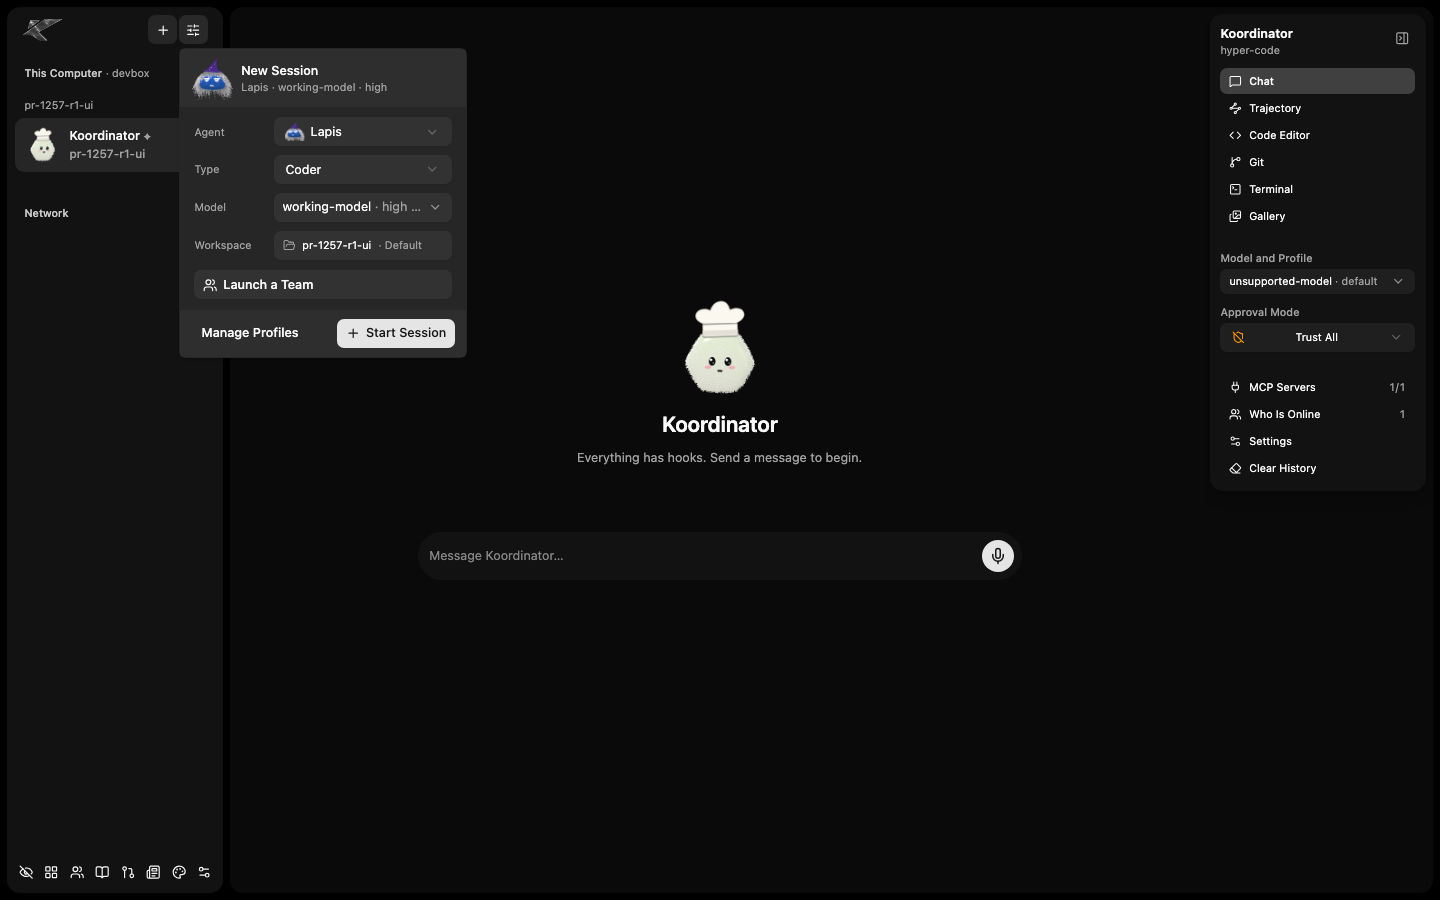 This Computer · devbox
pr-1257-r1-ui
Koordinator
pr-1257-r1-ui
Network
New Session
Lapis · working-model · high
Agent
Lapis
Type
Coder
Model
working-model · high ...
Workspace
pr-1257-r1-ui · Default
Launch a Team
Manage Profiles
Start Session
Koordinator
Everything has hooks. Send a message to begin.
Message Koordinator...
Koordinator
hyper-code
Chat
Trajectory
Code Editor
Git
Terminal
Gallery
Model and Profile
unsupported-model · default
Approval Mode
Trust All
MCP Servers 1/1
Who Is Online 1
Settings
Clear History